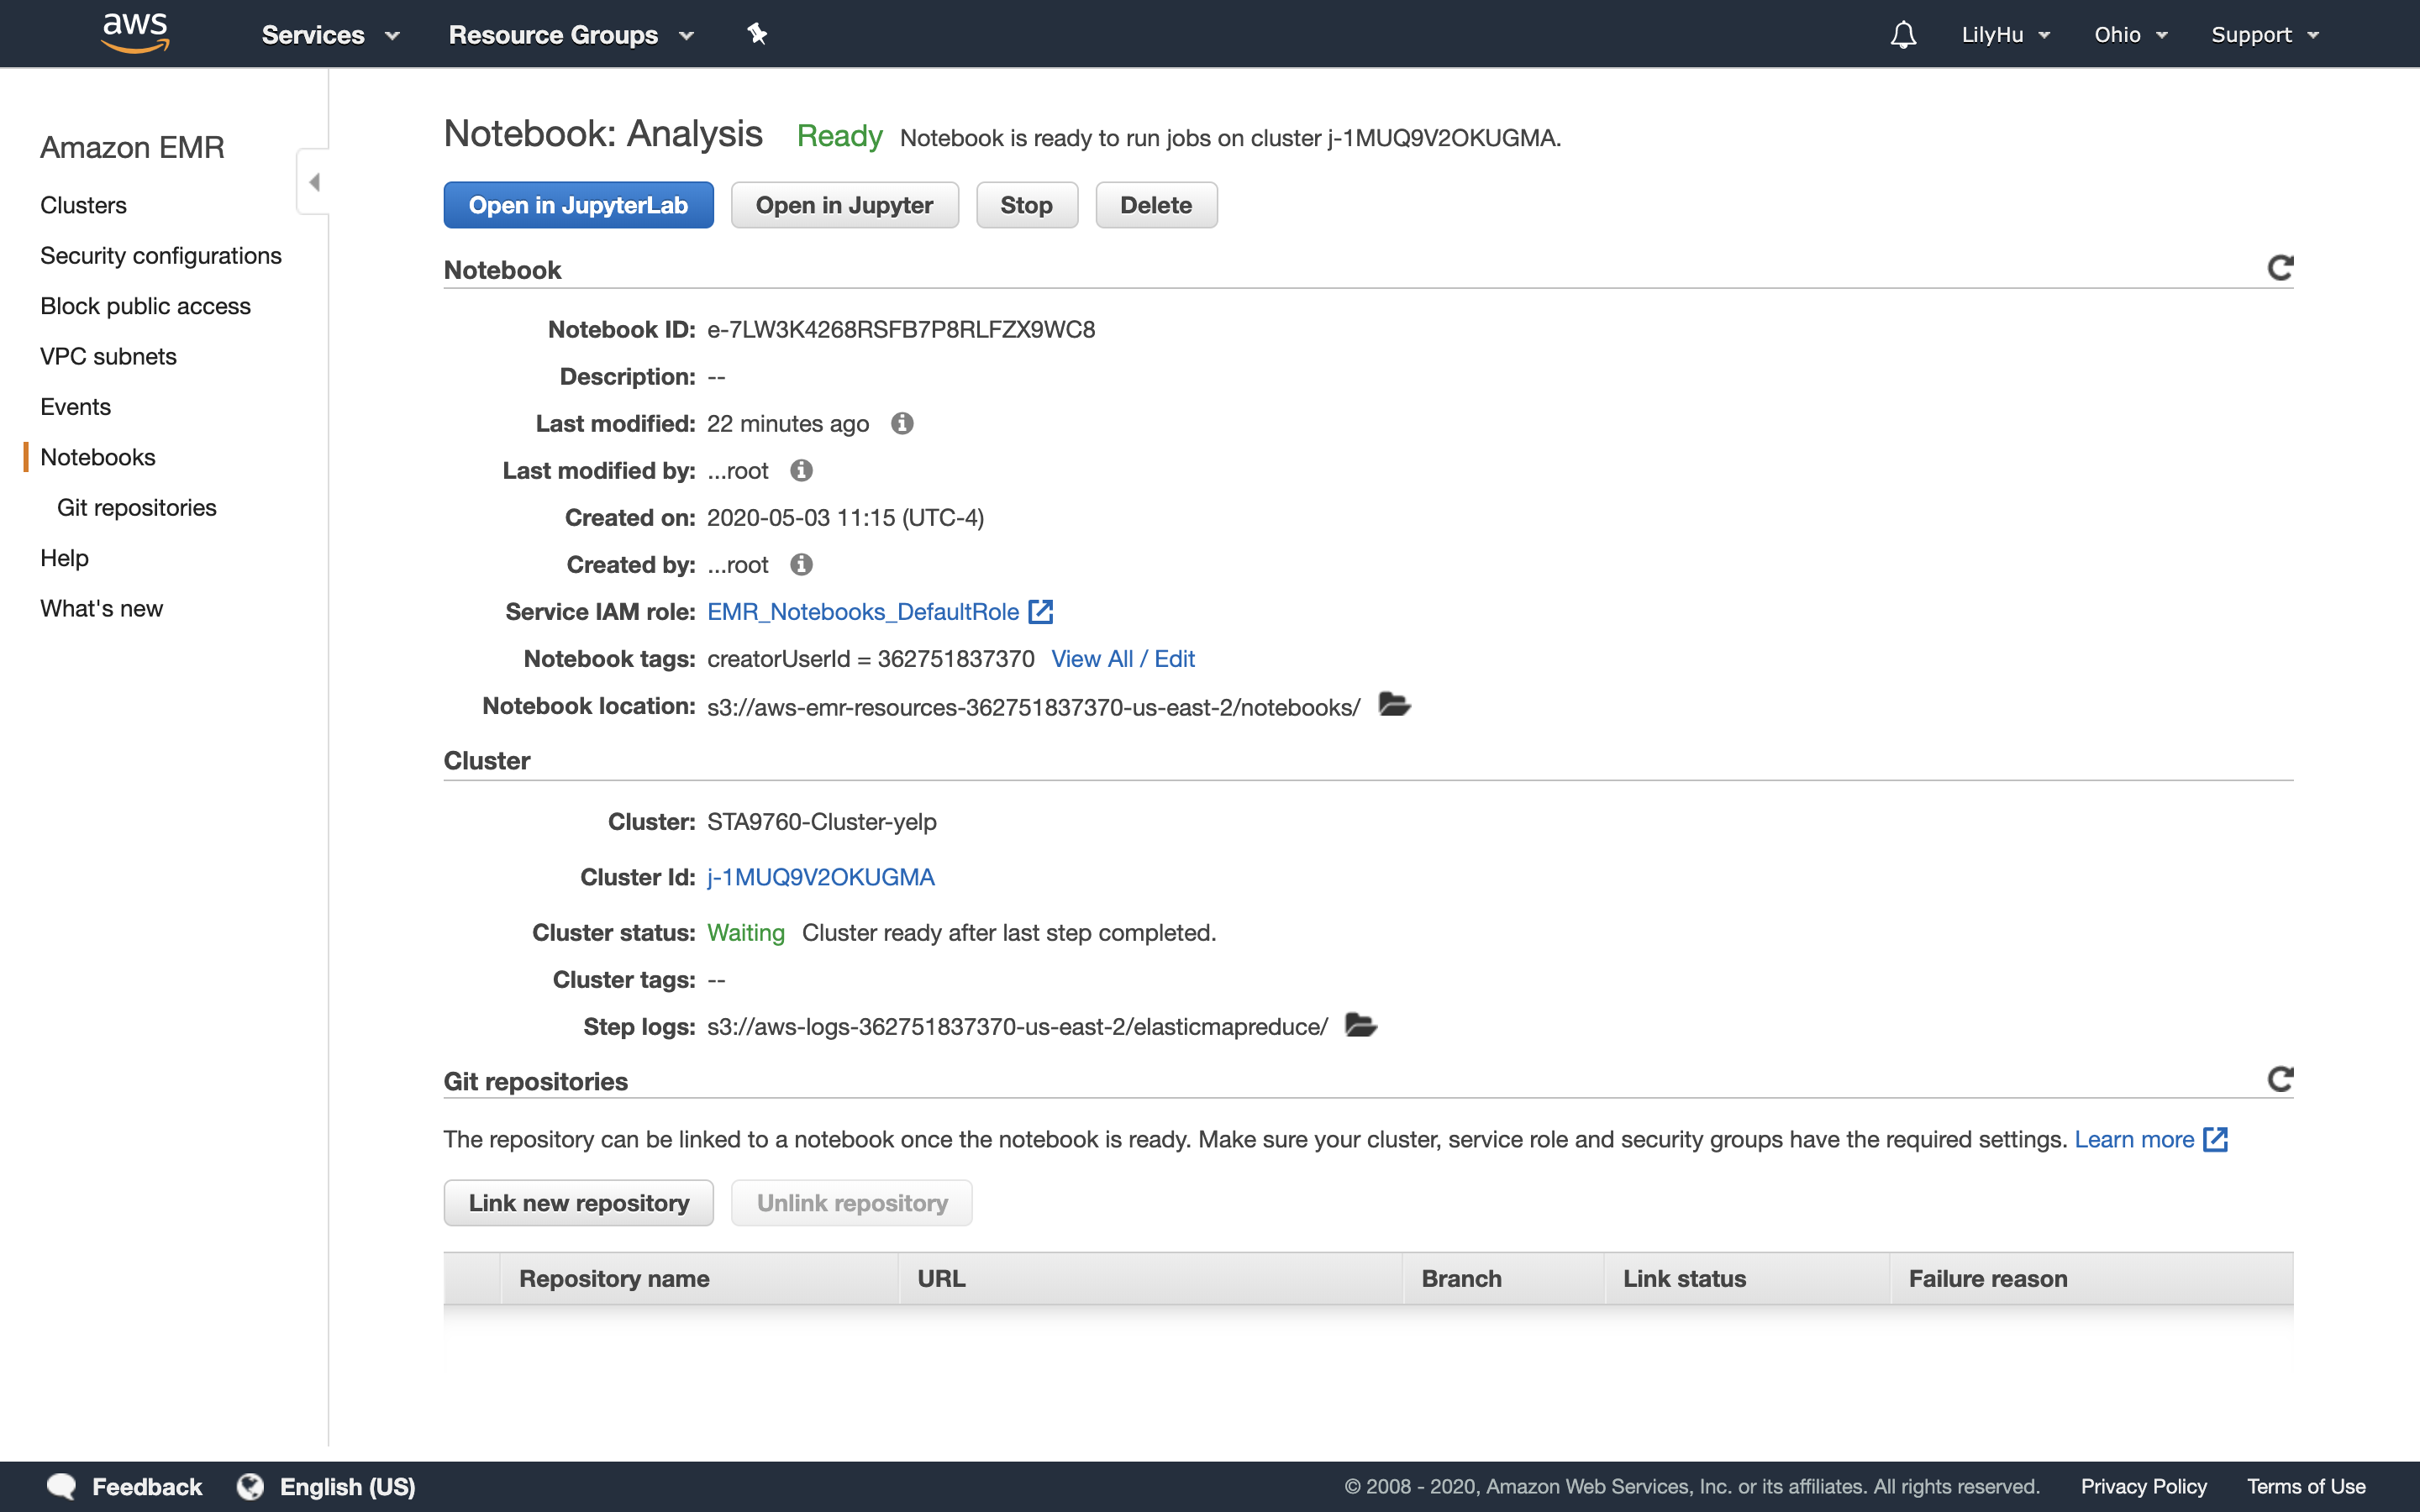 aws Services Resource Groups LilyHu Ohio Support
Amazon EMR
Clusters
Security configurations
Block public access
VPC subnets
Events
Notebooks
Git repositories
Help
What's new
Notebook: Analysis Ready Notebook is ready to run jobs on cluster j-1MUQ9V2OKUGMA.
Open in JupyterLab Open in Jupyter Stop Delete
Notebook
Notebook ID: e-7LW3K4268RSFB7P8RLFZX9WC8
Description: --
Last modified: 22 minutes ago
Last modified by: ...root
Created on: 2020-05-03 11:15 (UTC-4)
Created by: ...root
Service IAM role: EMR_Notebooks_DefaultRole
Notebook tags: creatorUserId = 362751837370 View All / Edit
Notebook location: s3://aws-emr-resources-362751837370-us-east-2/notebooks/
Cluster
Cluster: STA9760-Cluster-yelp
Cluster Id: j-1MUQ9V2OKUGMA
Cluster status: Waiting Cluster ready after last step completed.
Cluster tags: --
Step logs: s3://aws-logs-362751837370-us-east-2/elasticmapreduce/
Git repositories
The repository can be linked to a notebook once the notebook is ready. Make sure your cluster, service role and security groups have the required settings. Learn more
Link new repository Unlink repository
Repository name URL Branch Link status Failure reason
Feedback English (US) © 2008 - 2020, Amazon Web Services, Inc. or its affiliates. All rights reserved. Privacy Policy Terms of Use